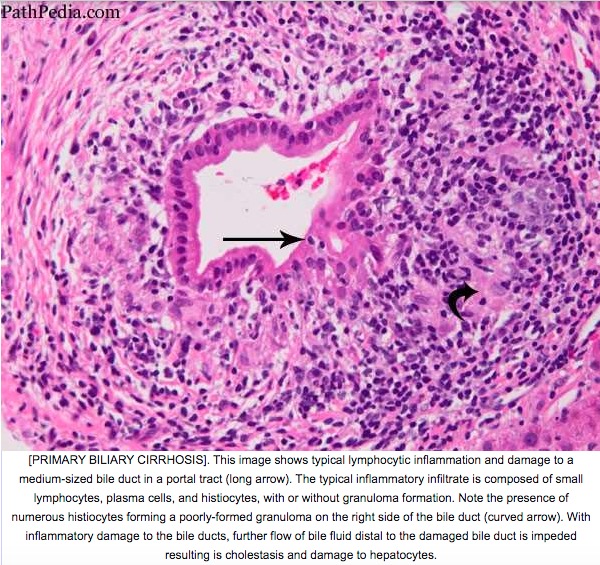 PathPedia.com
[PRIMARY BILIARY CIRRHOSIS]. This image shows typical lymphocytic inflammation and damage to a
medium-sized bile duct in a portal tract (long arrow). The typical inflammatory infiltrate is composed of small
lymphocytes, plasma cells, and histiocytes, with or without granuloma formation. Note the presence of
numerous histiocytes forming a poorly-formed granuloma on the right side of the bile duct (curved arrow). With
inflammatory damage to the bile ducts, further flow of bile fluid distal to the damaged bile duct is impeded
resulting is cholestasis and damage to hepatocytes.